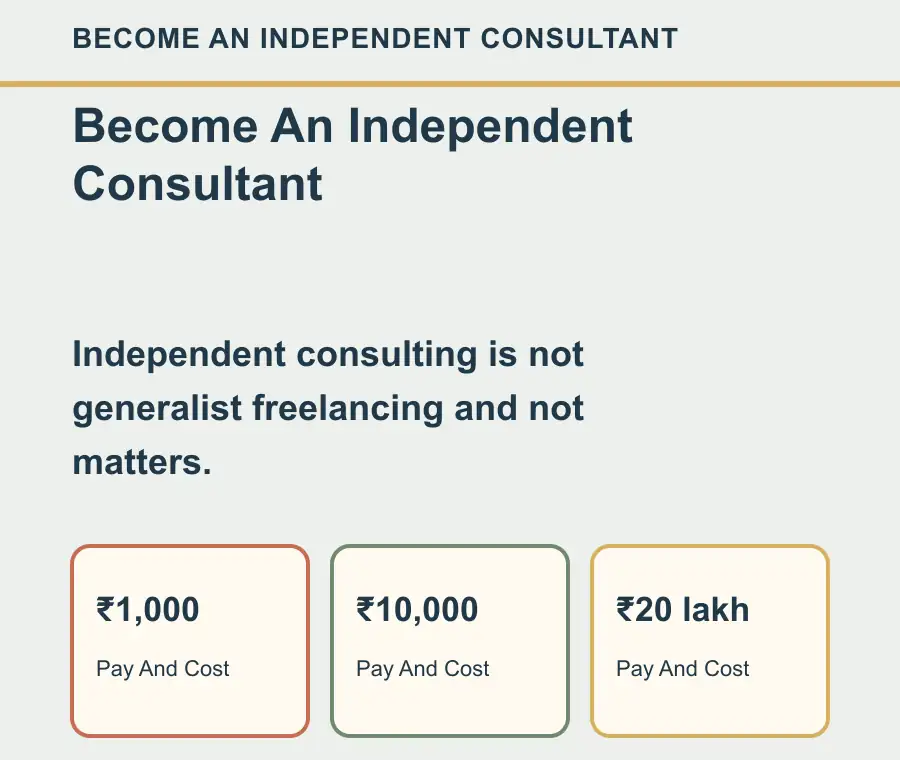 BECOME AN INDEPENDENT CONSULTANT
Become An Independent
Consultant
Independent consulting is not
generalist freelancing and not
matters.
₹1,000
Pay And Cost
₹10,000
Pay And Cost
₹20 lakh
Pay And Cost